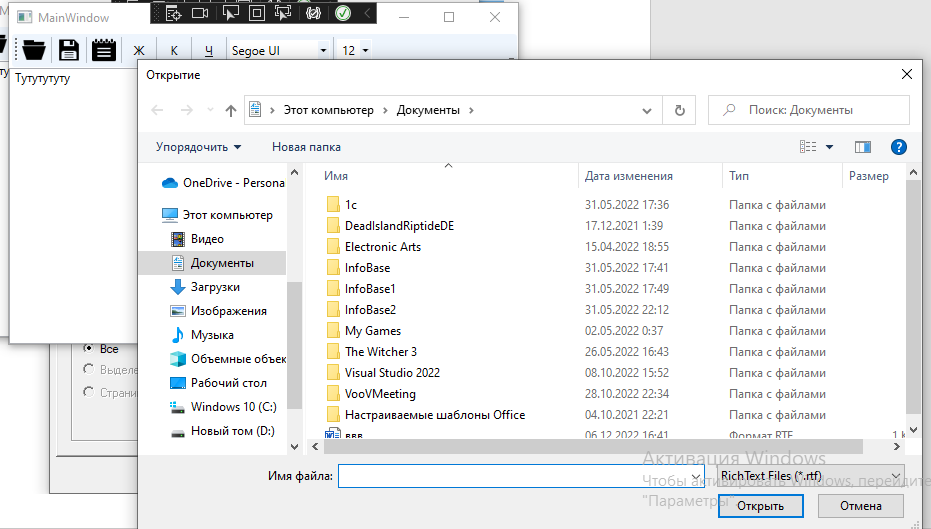 MainWindow
Ж К Ч Segoe UI 12
Тутутутуту
Открытие
Этот компьютер Документы
Поиск: Документы
Упорядочить Новая папка
Имя Дата изменения Тип Размер
OneDrive - Persona
Этот компьютер
Видео
Документы
Загрузки
Изображения
Музыка
Объемные объек
Рабочий стол
Windows 10 (C:)
Новый том (D:)
1c 31.05.2022 17:36 Папка с файлами
DeadIslandRiptideDE 17.12.2021 1:39 Папка с файлами
Electronic Arts 15.04.2022 18:55 Папка с файлами
InfoBase 31.05.2022 17:41 Папка с файлами
InfoBase1 31.05.2022 17:49 Папка с файлами
InfoBase2 31.05.2022 22:12 Папка с файлами
My Games 02.05.2022 0:37 Папка с файлами
The Witcher 3 26.05.2022 16:43 Папка с файлами
Visual Studio 2022 08.10.2022 15:52 Папка с файлами
VooVMeeting 28.10.2022 22:34 Папка с файлами
Настраиваемые шаблоны Office 04.10.2021 22:21 Папка с файлами
ввв 06.12.2022 16:41 Формат RTF 1 К
Имя файла: RichText Files (*.rtf)
Открыть Отмена
Все
Выделе
Страни
Активация Windows
Чтобы активировать Windows, перейдите
"Параметры"